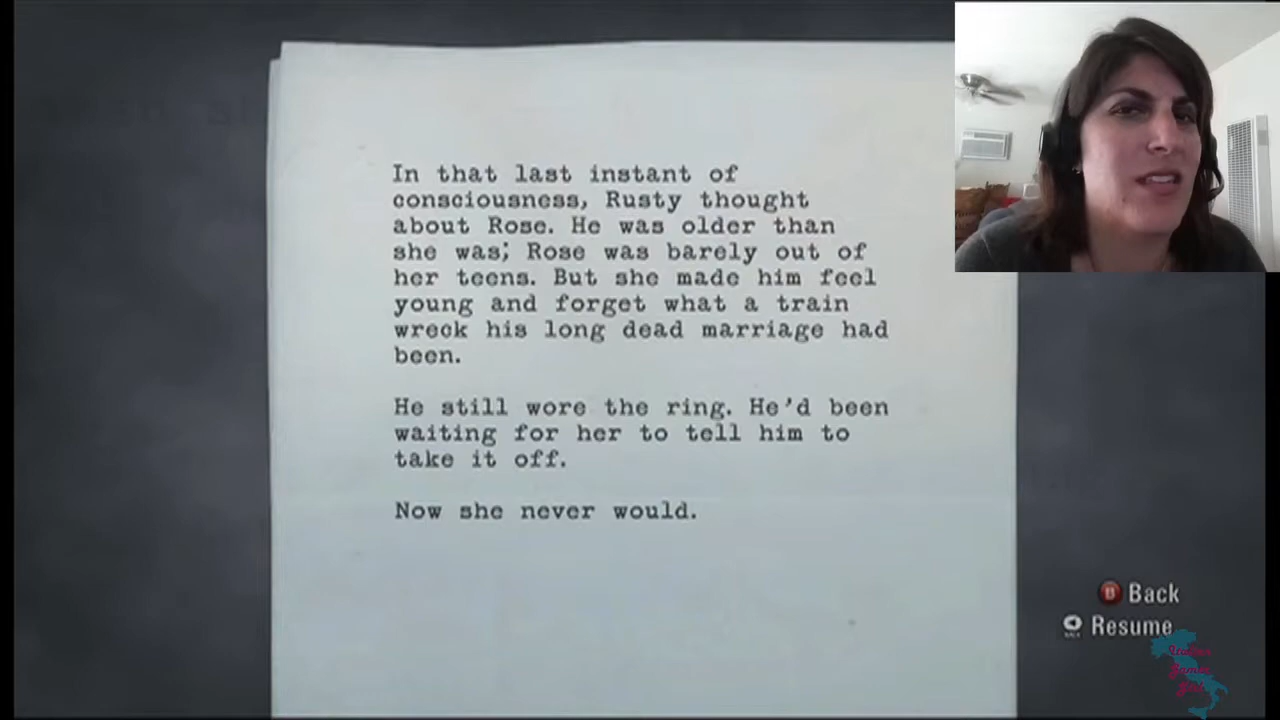 In that last instant of
consciousness, Rusty thought
about Rose. He was older than
she was; Rose was barely out of
her teens. But she made him feel
young and forget what a train
wreck his long dead marriage had
been.
He still wore the ring. He'd been
waiting for her to tell him to
take it off.
Now she never would.
B Back
Resume
Italian
Gamer
Girl